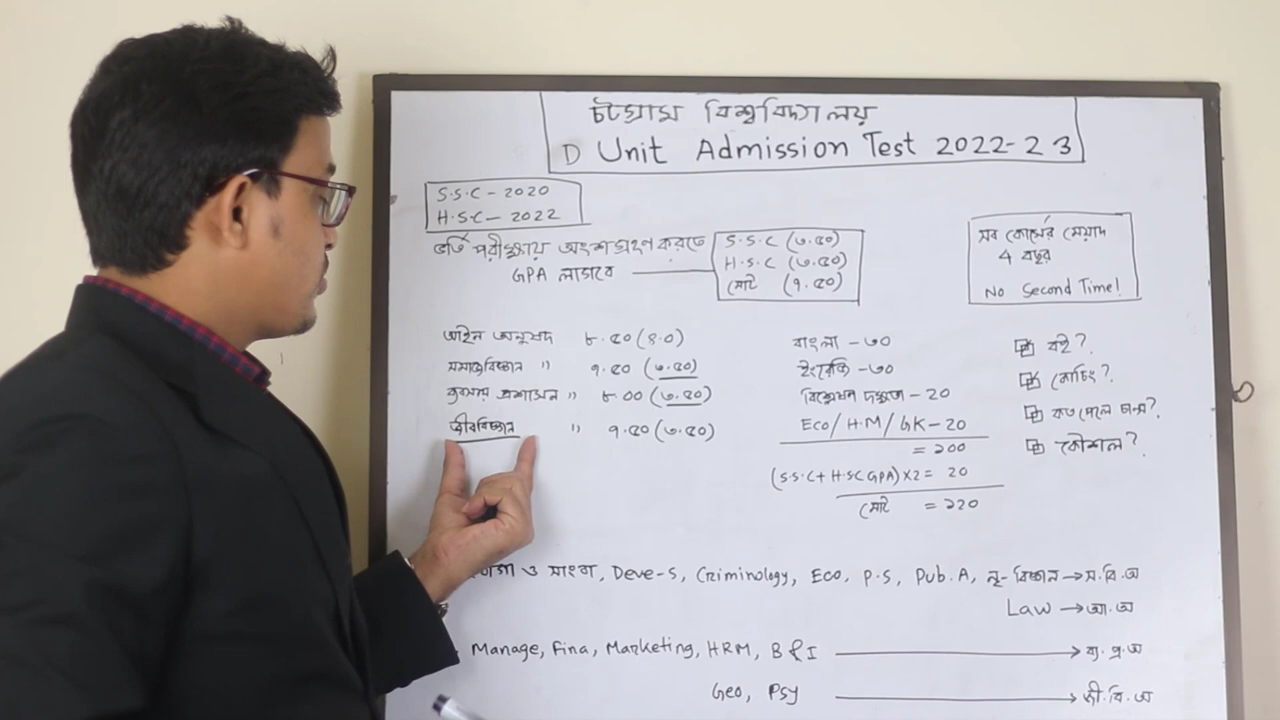 চট্টগ্রাম বিশ্ববিদ্যালয়
D Unit Admission Test 2022-23
S.S.C - 2020
H.S.C - 2022
ভর্তি পরীক্ষায় অংশগ্রহণ করতে
GPA লাগবে
S.S.C (৩.৫০)
H.S.C (৩.৫০)
মোট (৭.৫০)
সব কোর্সের মেয়াদ
4 বছর
No Second Time!
আইন অনুষদ ৮.৫০ (৪.০)
সমাজবিজ্ঞান " ৭.৫০ (৩.৫০)
ব্যবসায় প্রশাসন " ৮.০০ (৩.৫০)
জীববিজ্ঞান " ৭.৫০ (৩.৫০)
বাংলা - ৩০
ইংরেজি - ৩০
বিশ্লেষণ দক্ষতা - 20
Eco/H.M/GK - 20
= ১০০
(S.S.C + H.SC GPA) × 2 = 20
মোট = ১২0
বই?
কোচিং?
কত পেলে চান্স?
কৌশল?
ও সাংবা, Deve-s, Criminology, Eco, P.S, Pub.A, নৃ-বিজ্ঞান → স.বি.অ
Law → আ.অ
Manage, Fina, Marketing, HRM, B & I → ব্য.প্র.অ
Geo, Psy → জী.বি.অ